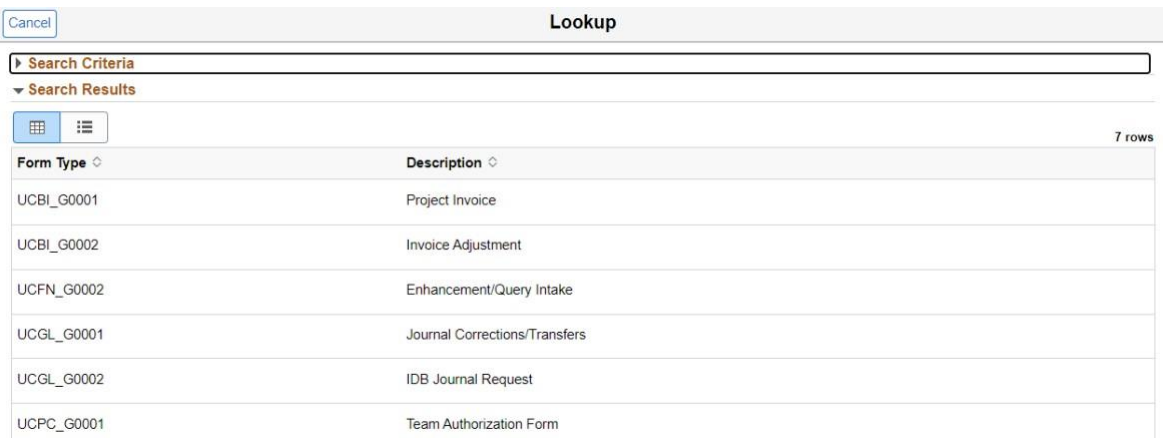 Cancel
Lookup
Search Criteria
Search Results
7 rows
Form Type Description
UCBI_G0001 Project Invoice
UCBI_G0002 Invoice Adjustment
UCFN_G0002 Enhancement/Query Intake
UCGL_G0001 Journal Corrections/Transfers
UCGL_G0002 IDB Journal Request
UCPC_G0001 Team Authorization Form